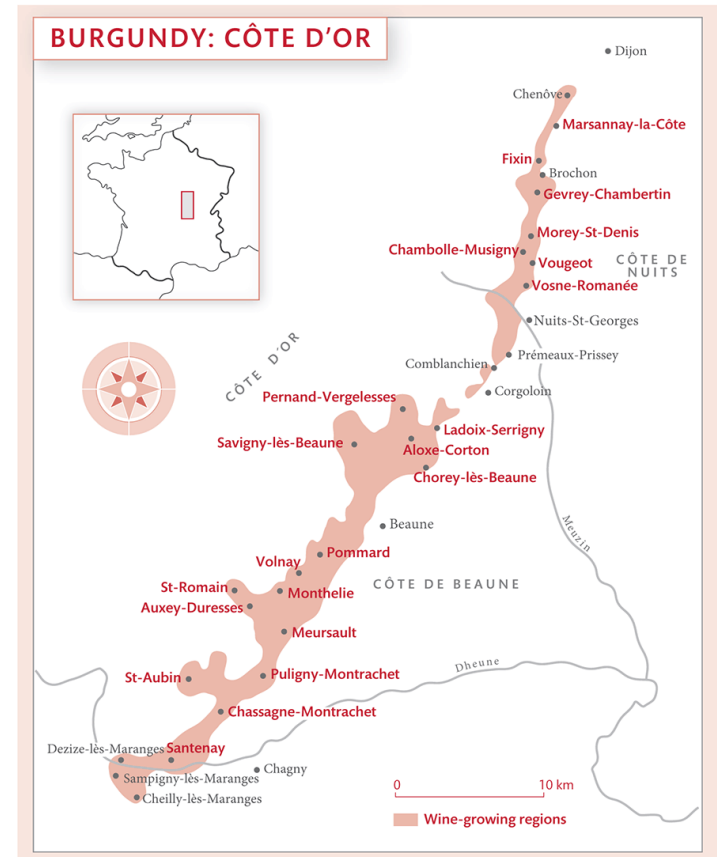 BURGUNDY: CÔTE D'OR
Dijon
Chenôve
Marsannay-la-Côte
Fixin
Brochon
Gevrey-Chambertin
Morey-St-Denis
Chambolle-Musigny
Vougeot
CÔTE DE
NUITS
Vosne-Romanée
Nuits-St-Georges
CÔTE D'OR
Prémeaux-Prissey
Comblanchien
Corgoloin
Pernand-Vergelesses
Ladoix-Serrigny
Savigny-lès-Beaune
Aloxe-Corton
Chorey-lès-Beaune
Beaune
Meuzin
Pommard
Volnay
CÔTE DE BEAUNE
St-Romain
Monthelie
Auxey-Duresses
Meursault
Dheune
St-Aubin
Puligny-Montrachet
Chassagne-Montrachet
Dezize-lès-Maranges
Santenay
Chagny
Sampigny-lès-Maranges
Cheilly-lès-Maranges
0 10 km
Wine-growing regions